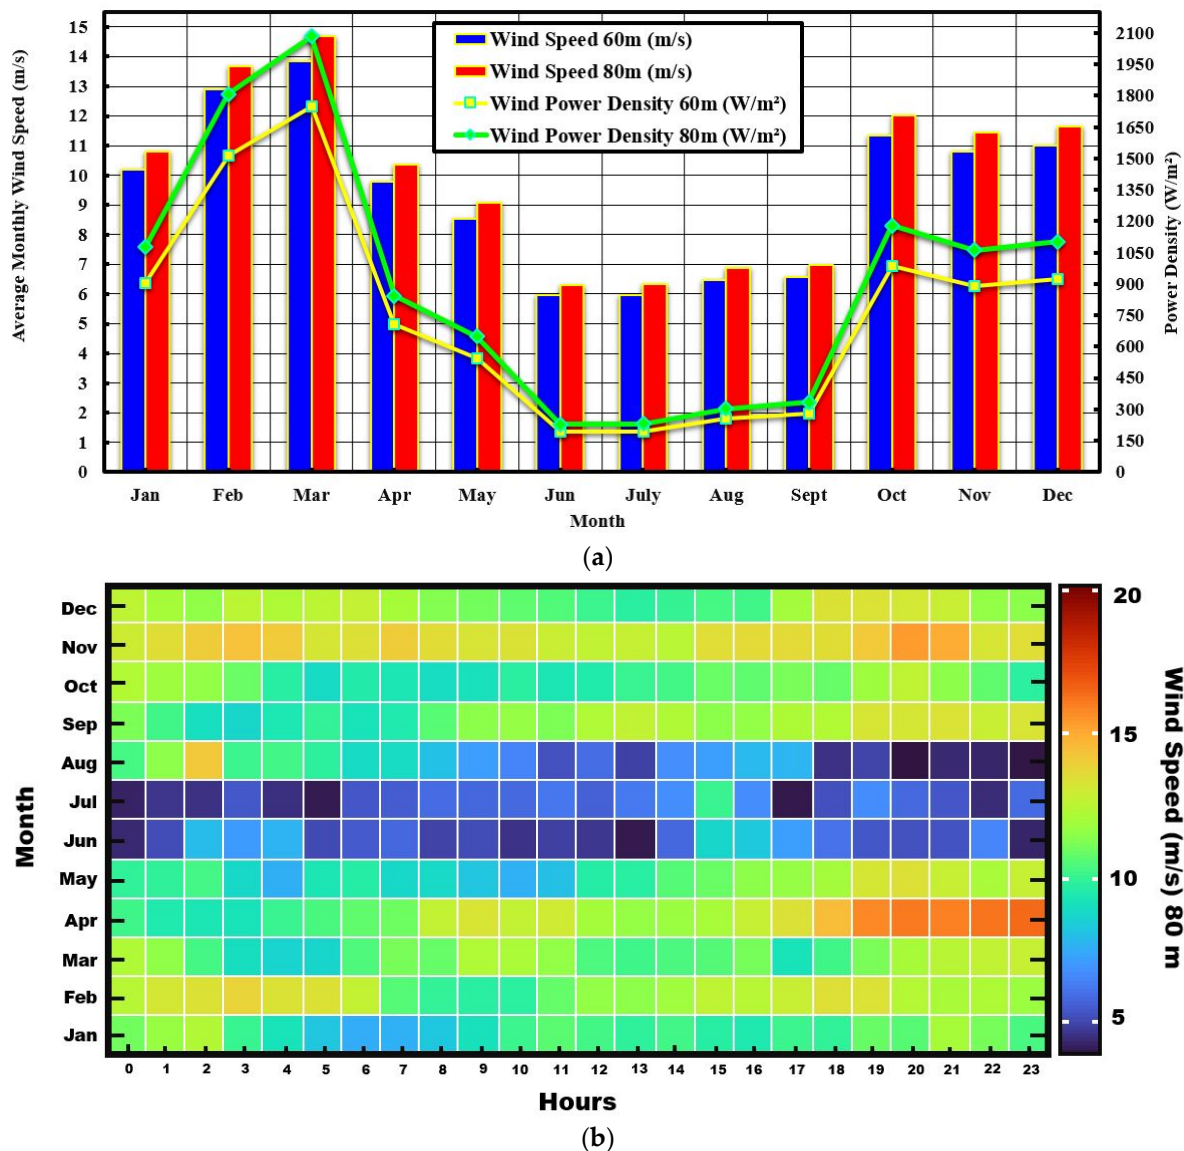 Average Monthly Wind Speed (m/s)
15
14
13
12
11
10
9
8
7
6
5
4
3
2
1
0
Wind Speed 60m (m/s)
Wind Speed 80m (m/s)
Wind Power Density 60m (W/m²)
Wind Power Density 80m (W/m²)
2100
1950
1800
1650
1500
1350
1200
1050
900
750
600
450
300
150
0
Power Density (W/m²)
Jan Feb Mar Apr May Jun July Aug Sept Oct Nov Dec
Month
(a)
Month
Dec
Nov
Oct
Sep
Aug
Jul
Jun
May
Apr
Mar
Feb
Jan
0 1 2 3 4 5 6 7 8 9 10 11 12 13 14 15 16 17 18 19 20 21 22 23
Hours
20
15
10
5
Wind Speed (m/s) 80 m
(b)